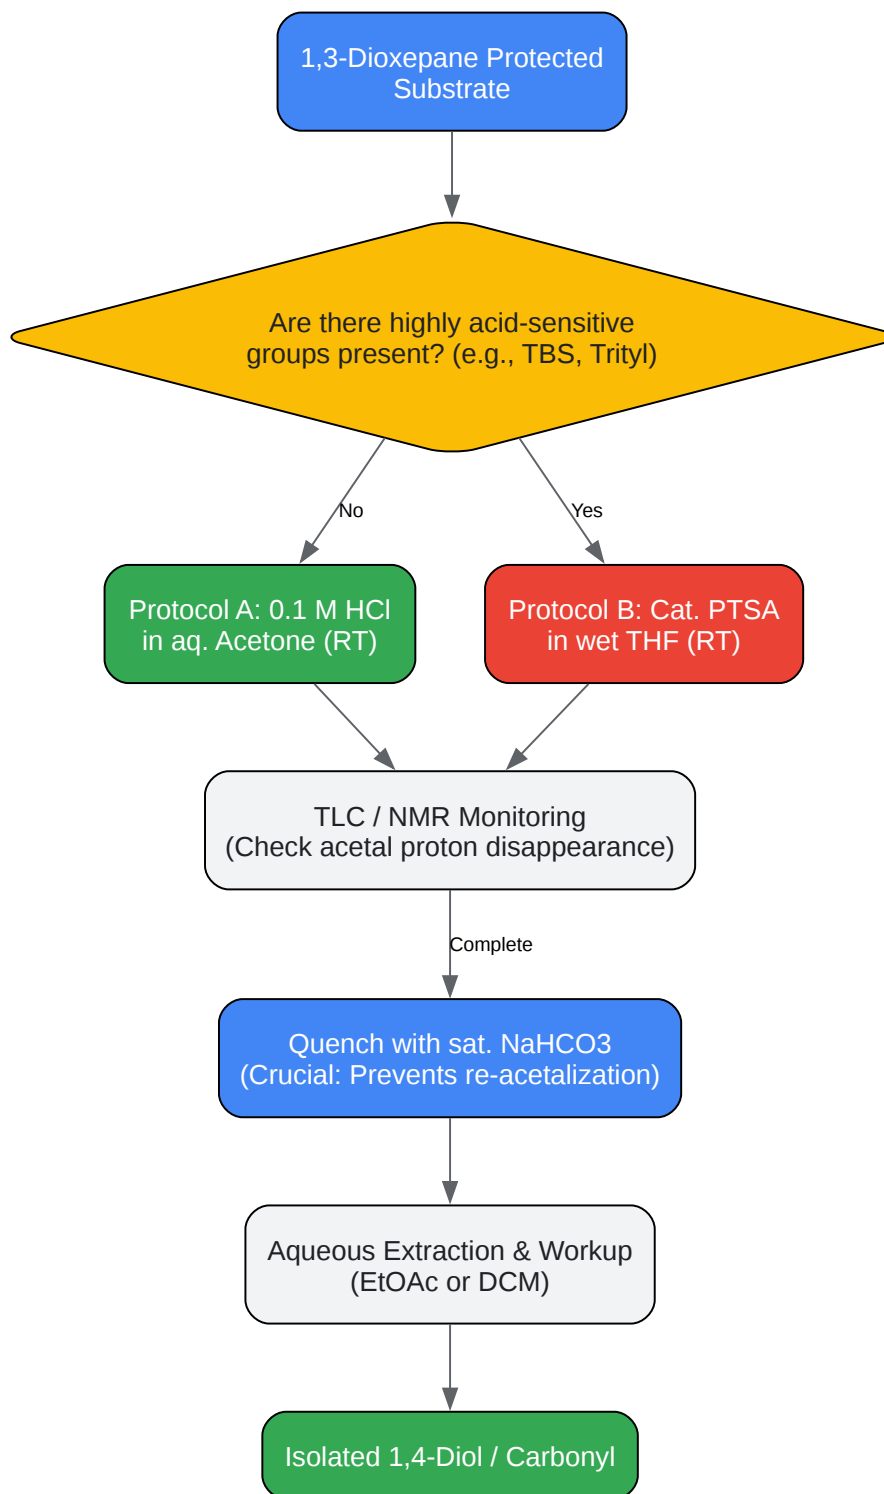 1,3-Dioxepane Protected
Substrate
Are there highly acid-sensitive
groups present? (e.g., TBS, Trityl)
No
Yes
Protocol A: 0.1 M HCl
in aq. Acetone (RT)
Protocol B: Cat. PTSA
in wet THF (RT)
TLC / NMR Monitoring
(Check acetal proton disappearance)
Complete
Quench with sat. NaHCO3
(Crucial: Prevents re-acetalization)
Aqueous Extraction & Workup
(EtOAc or DCM)
Isolated 1,4-Diol / Carbonyl